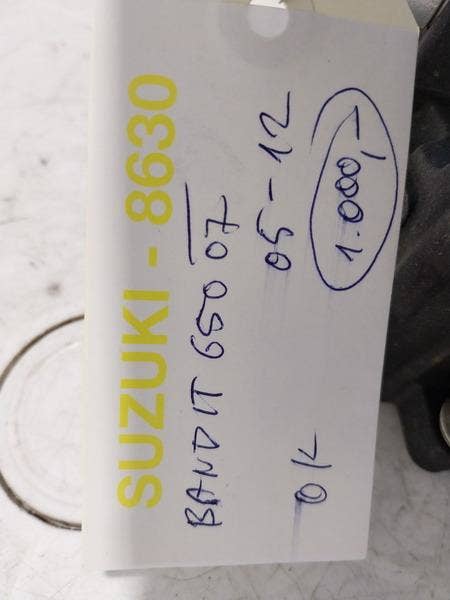 SUZUKI - 8630
BANDIT 650 07
05-12
OK 1.000,-